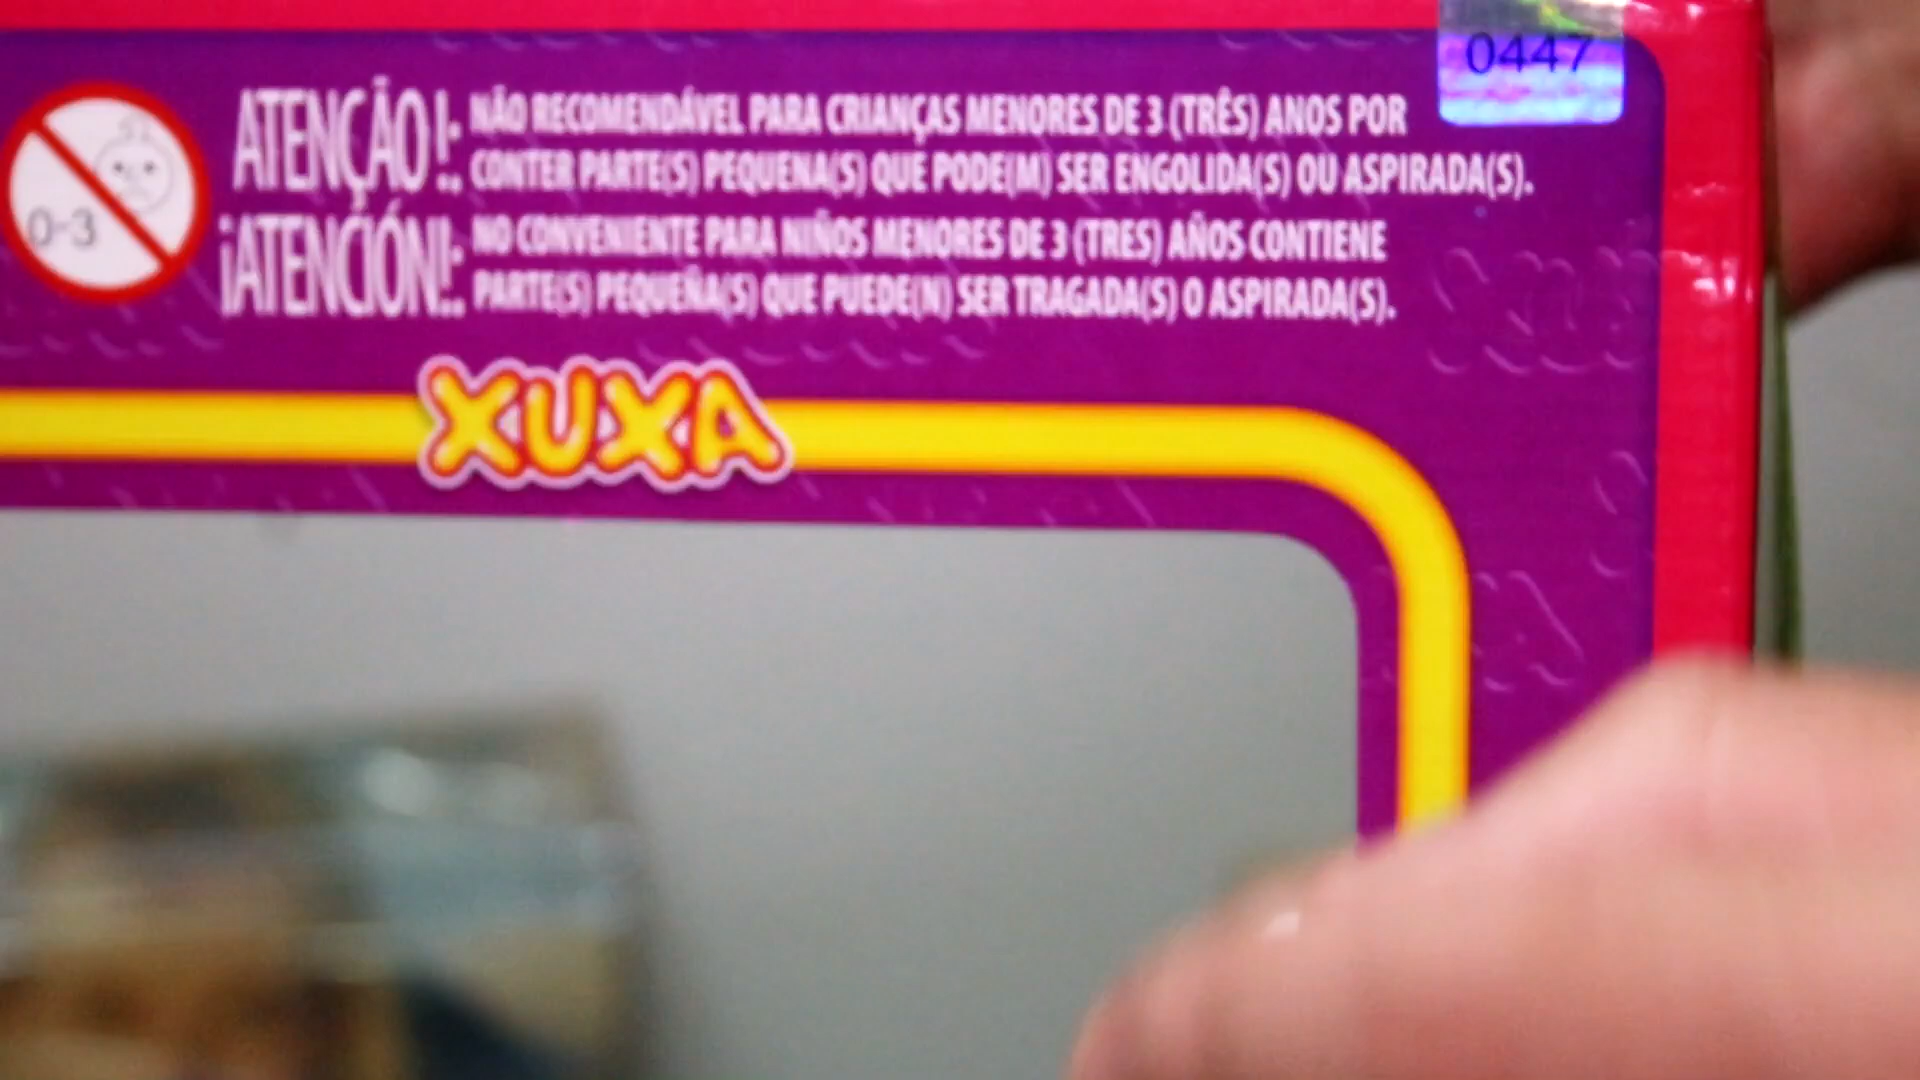 0447
0-3
ATENÇÃO!: NÃO RECOMENDÁVEL PARA CRIANÇAS MENORES DE 3 (TRÊS) ANOS POR
CONTER PARTE(S) PEQUENA(S) QUE PODE(M) SER ENGOLIDA(S) OU ASPIRADA(S).
¡ATENCIÓN!: NO CONVENIENTE PARA NIÑOS MENORES DE 3 (TRES) AÑOS CONTIENE
PARTE(S) PEQUEÑA(S) QUE PUEDE(N) SER TRAGADA(S) O ASPIRADA(S).
XUXA